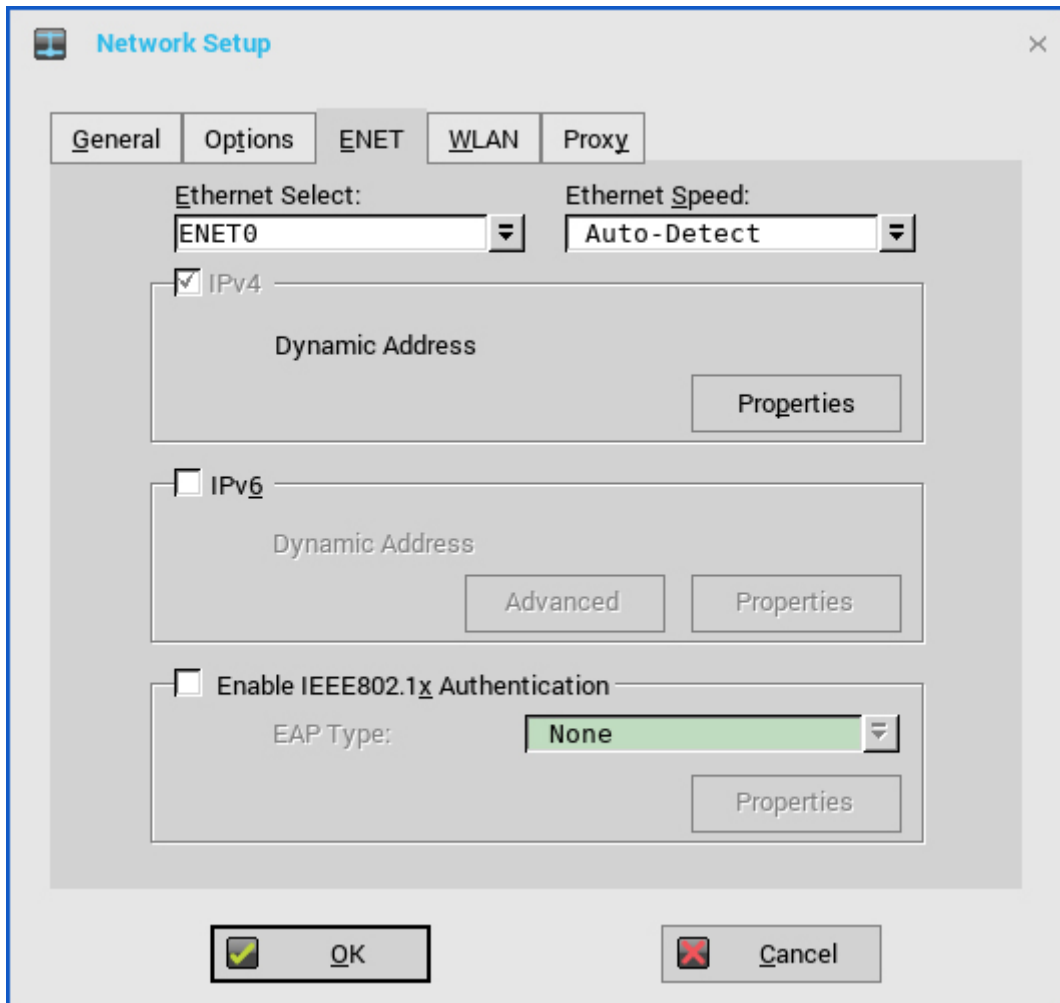 Network Setup
General Options ENET WLAN Proxy
Ethernet Select: Ethernet Speed:
ENET0 Auto-Detect
IPv4
Dynamic Address
Properties
IPv6
Dynamic Address
Advanced Properties
Enable IEEE802.1x Authentication
EAP Type: None
Properties
OK Cancel